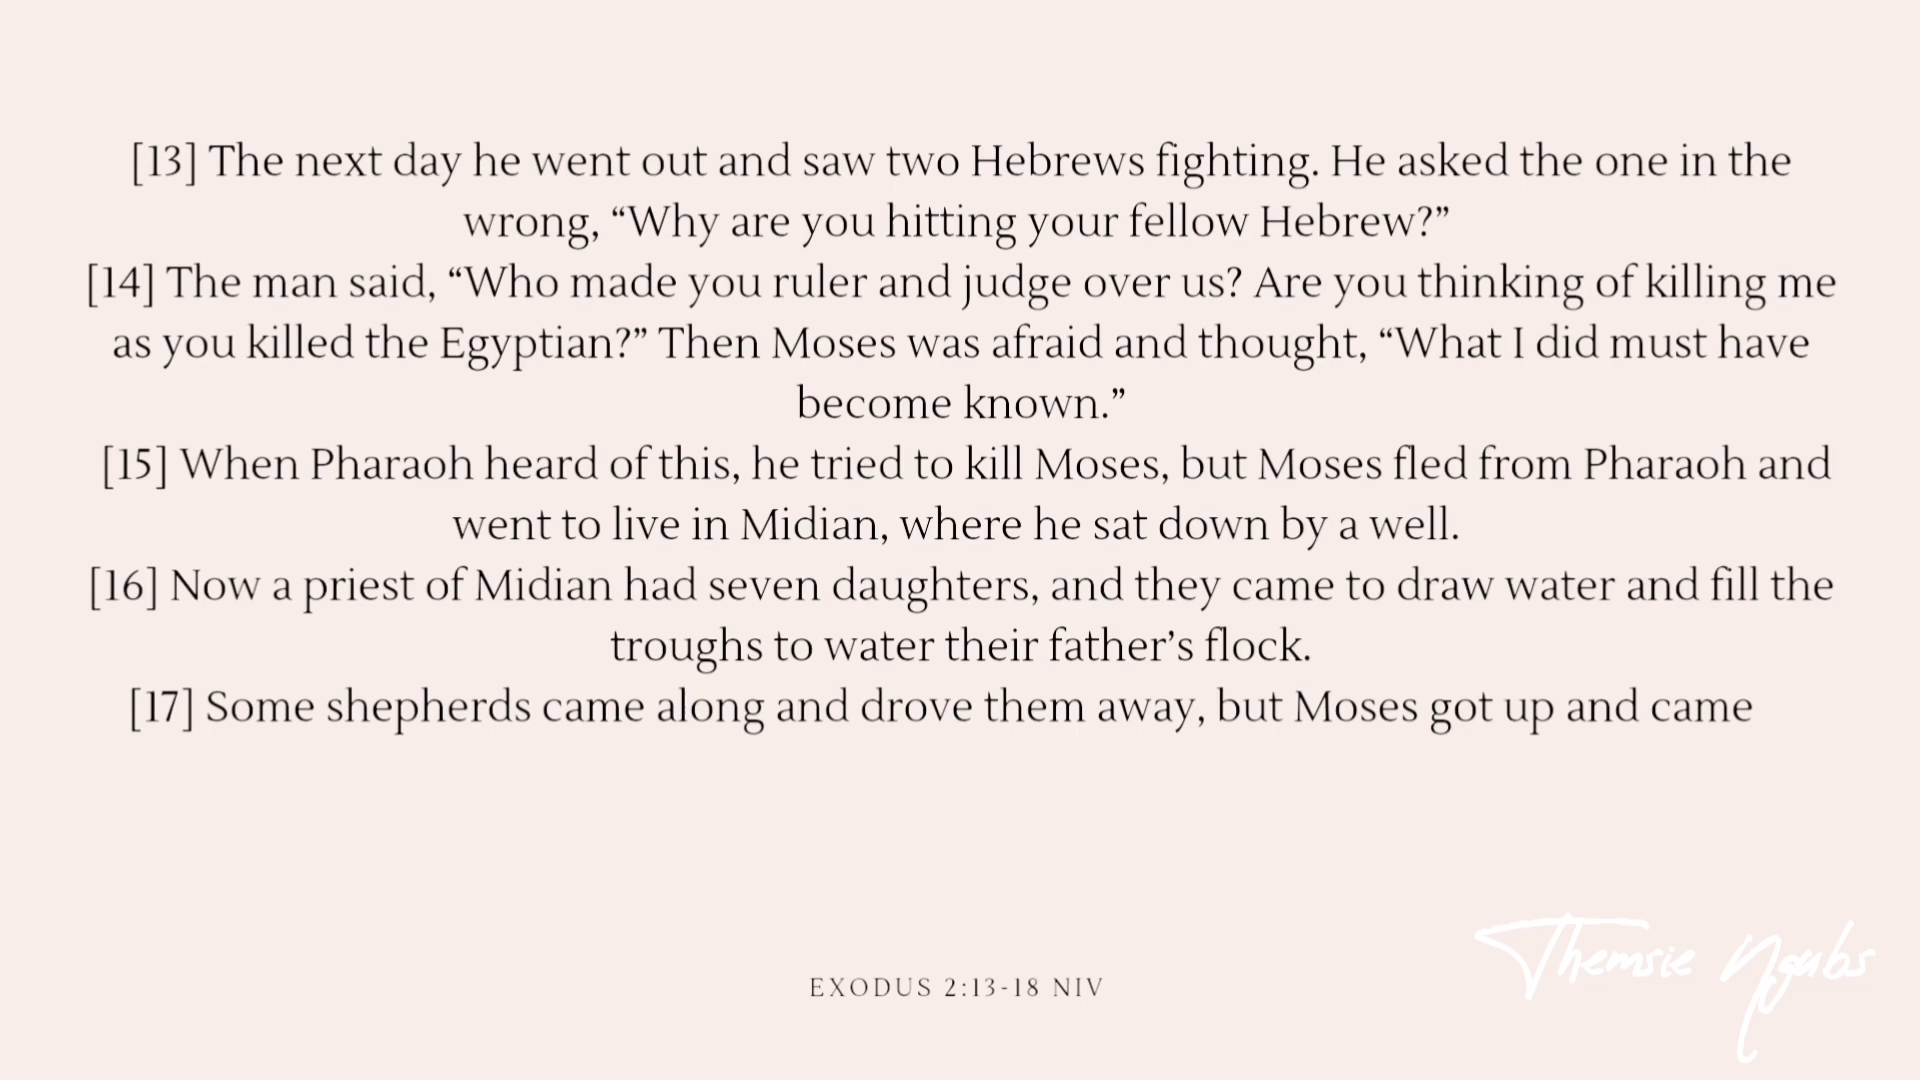 [13] The next day he went out and saw two Hebrews fighting. He asked the one in the
wrong, “Why are you hitting your fellow Hebrew?”
[14] The man said, “Who made you ruler and judge over us? Are you thinking of killing me
as you killed the Egyptian?” Then Moses was afraid and thought, “What I did must have
become known.”
[15] When Pharaoh heard of this, he tried to kill Moses, but Moses fled from Pharaoh and
went to live in Midian, where he sat down by a well.
[16] Now a priest of Midian had seven daughters, and they came to draw water and fill the
troughs to water their father’s flock.
[17] Some shepherds came along and drove them away, but Moses got up and came
EXODUS 2:13-18 NIV
Themsie Nqubs